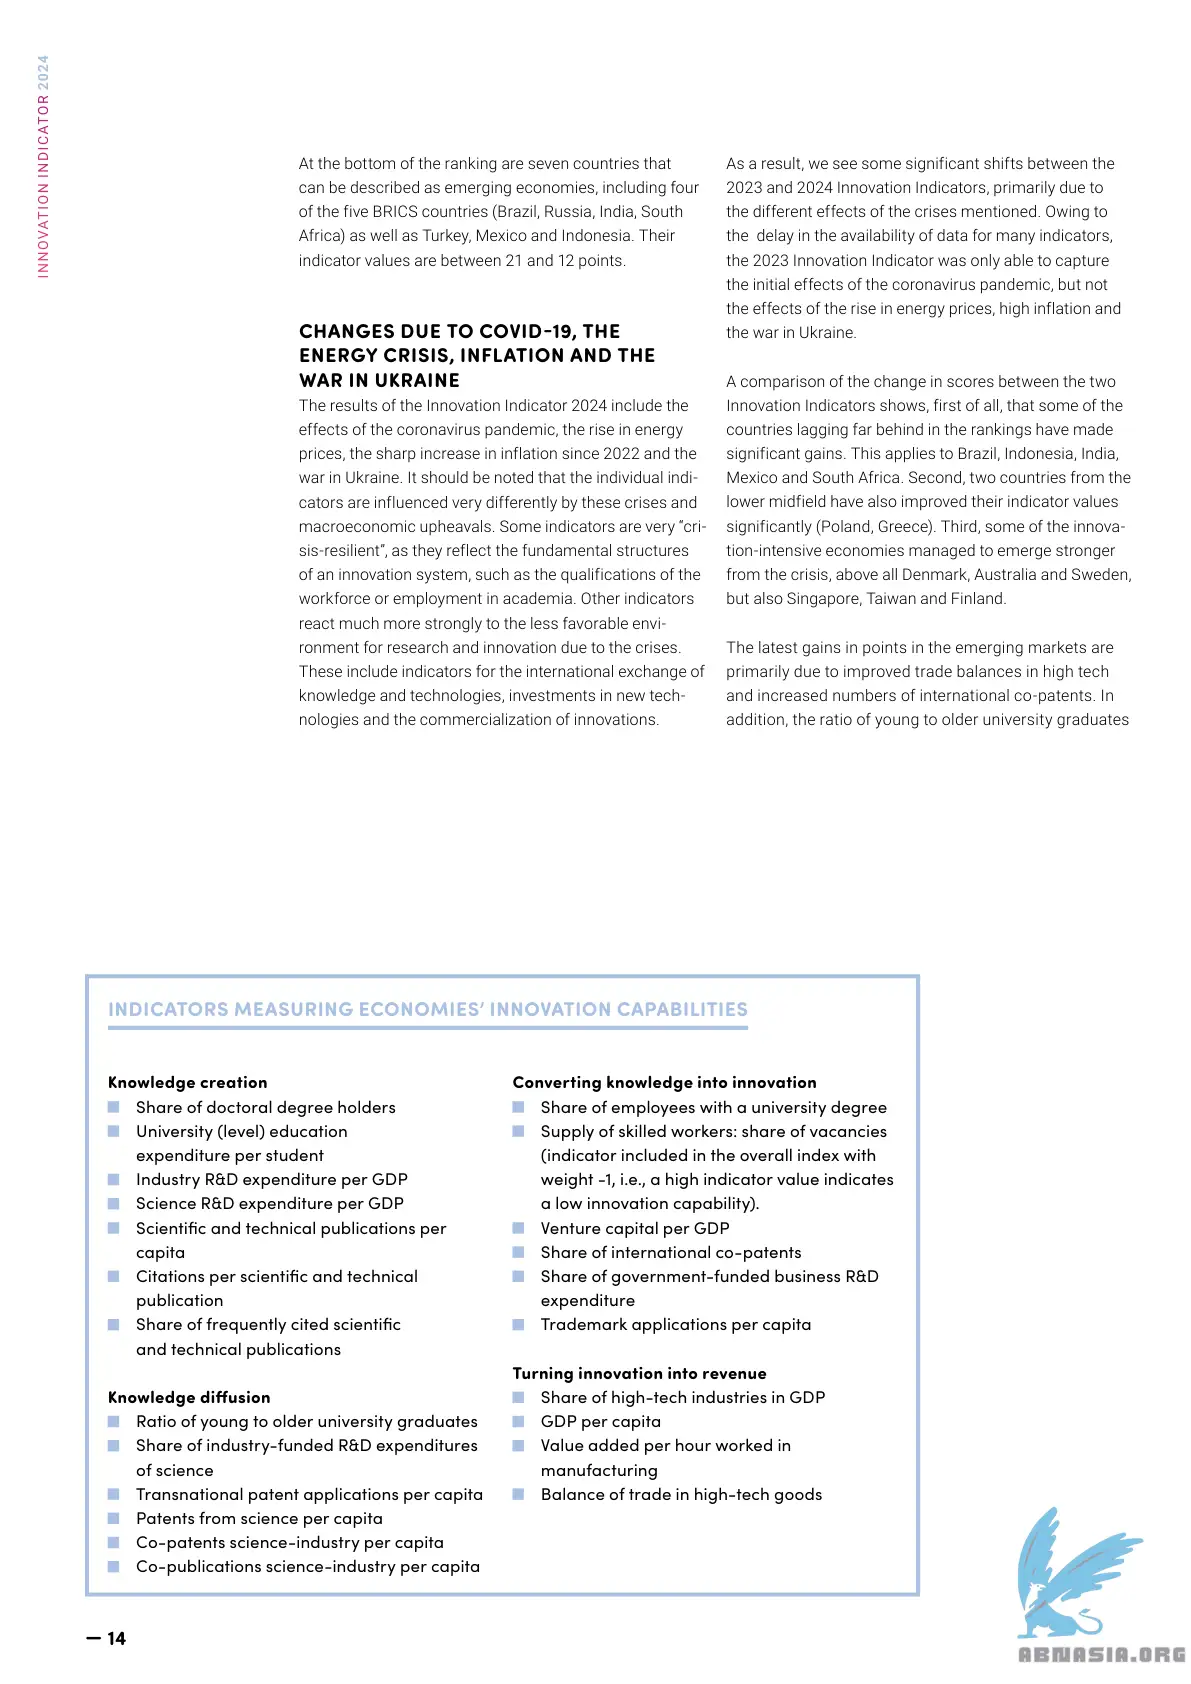 INNOVATION INDICATOR 2024
At the bottom of the ranking are seven countries that
can be described as emerging economies, including four
of the five BRICS countries (Brazil, Russia, India, South
Africa) as well as Turkey, Mexico and Indonesia. Their
indicator values are between 21 and 12 points.
CHANGES DUE TO COVID-19, THE
ENERGY CRISIS, INFLATION AND THE
WAR IN UKRAINE
The results of the Innovation Indicator 2024 include the
effects of the coronavirus pandemic, the rise in energy
prices, the sharp increase in inflation since 2022 and the
war in Ukraine. It should be noted that the individual indi-
cators are influenced very differently by these crises and
macroeconomic upheavals. Some indicators are very “cri-
sis-resilient”, as they reflect the fundamental structures
of an innovation system, such as the qualifications of the
workforce or employment in academia. Other indicators
react much more strongly to the less favorable envi-
ronment for research and innovation due to the crises.
These include indicators for the international exchange of
knowledge and technologies, investments in new tech-
nologies and the commercialization of innovations.
As a result, we see some significant shifts between the
2023 and 2024 Innovation Indicators, primarily due to
the different effects of the crises mentioned. Owing to
the delay in the availability of data for many indicators,
the 2023 Innovation Indicator was only able to capture
the initial effects of the coronavirus pandemic, but not
the effects of the rise in energy prices, high inflation and
the war in Ukraine.
A comparison of the change in scores between the two
Innovation Indicators shows, first of all, that some of the
countries lagging far behind in the rankings have made
significant gains. This applies to Brazil, Indonesia, India,
Mexico and South Africa. Second, two countries from the
lower midfield have also improved their indicator values
significantly (Poland, Greece). Third, some of the innova-
tion-intensive economies managed to emerge stronger
from the crisis, above all Denmark, Australia and Sweden,
but also Singapore, Taiwan and Finland.
The latest gains in points in the emerging markets are
primarily due to improved trade balances in high tech
and increased numbers of international co-patents. In
addition, the ratio of young to older university graduates
INDICATORS MEASURING ECONOMIES’ INNOVATION CAPABILITIES
Knowledge creation
Share of doctoral degree holders
University (level) education
expenditure per student
Industry R&D expenditure per GDP
Science R&D expenditure per GDP
Scientific and technical publications per
capita
Citations per scientific and technical
publication
Share of frequently cited scientific
and technical publications
Knowledge diffusion
Ratio of young to older university graduates
Share of industry-funded R&D expenditures
of science
Transnational patent applications per capita
Patents from science per capita
Co-patents science-industry per capita
Co-publications science-industry per capita
Converting knowledge into innovation
Share of employees with a university degree
Supply of skilled workers: share of vacancies
(indicator included in the overall index with
weight -1, i.e., a high indicator value indicates
a low innovation capability).
Venture capital per GDP
Share of international co-patents
Share of government-funded business R&D
expenditure
Trademark applications per capita
Turning innovation into revenue
Share of high-tech industries in GDP
GDP per capita
Value added per hour worked in
manufacturing
Balance of trade in high-tech goods
— 14
ABNASIA.ORG